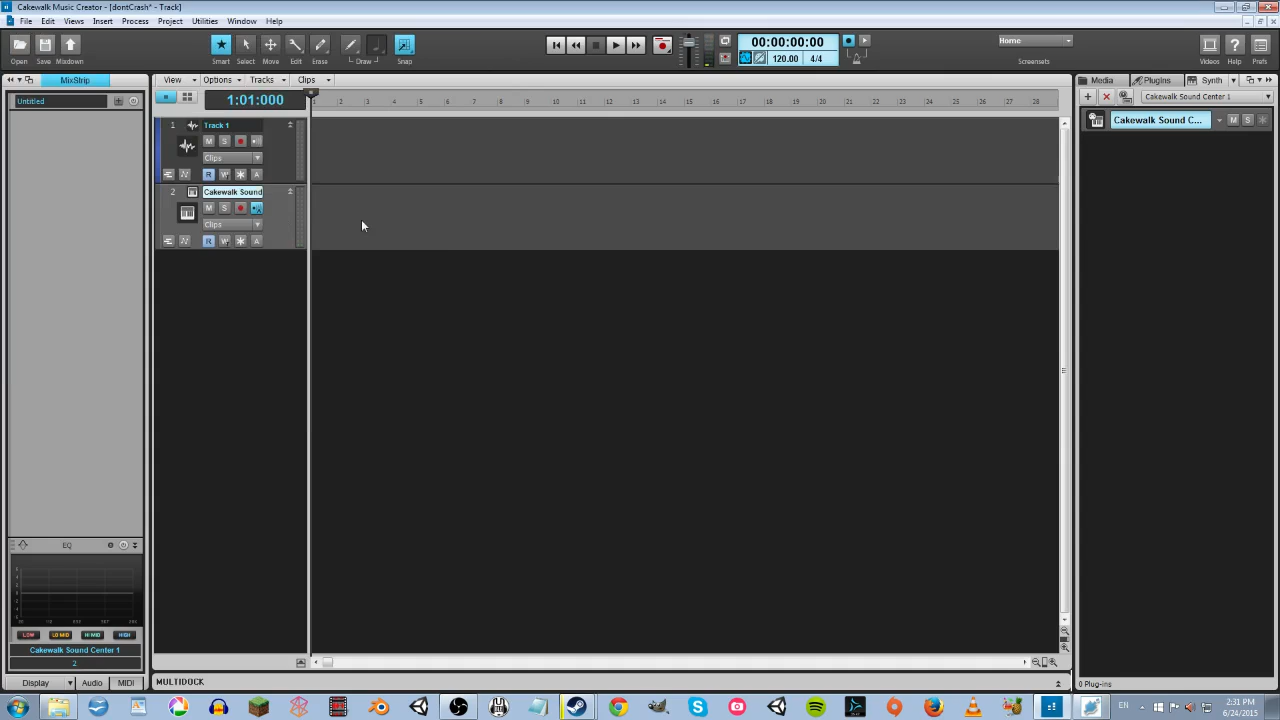 Cakewalk Music Creator - [dontCrash* - Track]
File Edit Views Insert Process Project Utilities Window Help
Open Save Mixdown Smart Select Move Edit Erase Draw Snap
00:00:00:00
120.00 4/4
Home
Screensets
Videos Help Prefs
MixStrip
View Options Tracks Clips
Media PlugIns Synth
Untitled
1:01:000
1 2 3 4 5 6 7 8 9 10 11 12 13 14 15 16 17 18 19 20 21 22 23 24 25 26 27 28
Cakewalk Sound Center 1
Cakewalk Sound C... M S
1 Track 1
M S
Clips
R W A
2 Cakewalk Sound
M S
Clips
R W A
EQ
LOW LO MID HI MID HIGH
Cakewalk Sound Center 1
2
Display Audio MIDI
MULTIDOCK
0 Plug-ins
EN
2:31 PM
6/24/2015